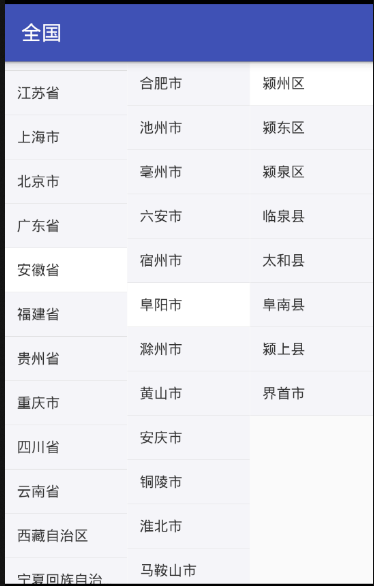 全国
江苏省
上海市
北京市
广东省
安徽省
福建省
贵州省
重庆市
四川省
云南省
西藏自治区
宁夏回族自治
合肥市
池州市
亳州市
六安市
宿州市
阜阳市
滁州市
黄山市
安庆市
铜陵市
淮北市
马鞍山市
颍州区
颍东区
颍泉区
临泉县
太和县
阜南县
颍上县
界首市